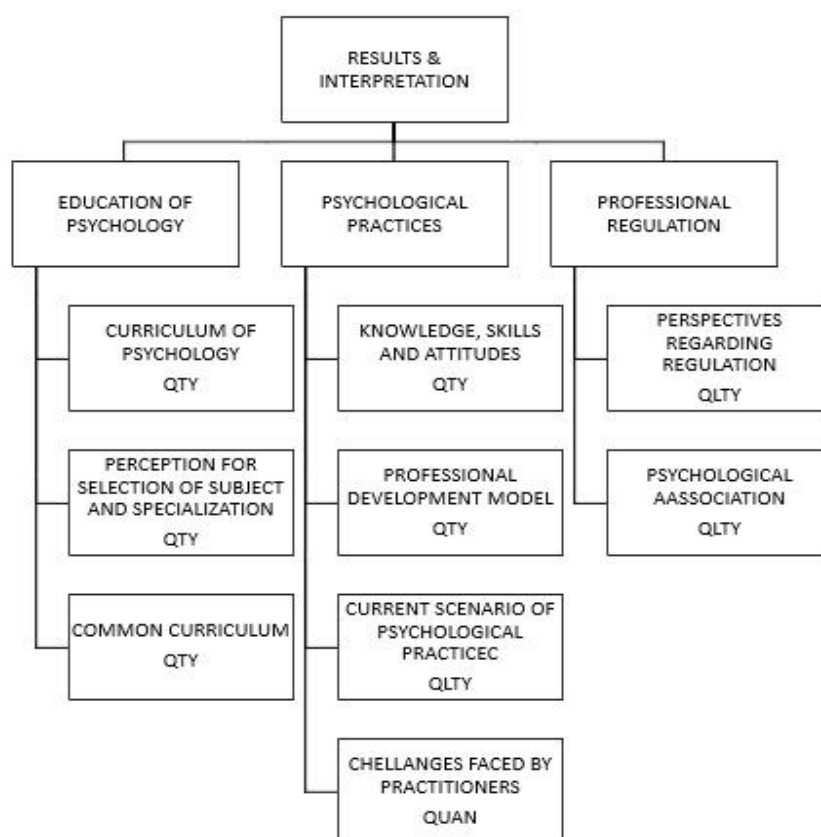 RESULTS &
INTERPRETATION
EDUCATION OF
PSYCHOLOGY
PSYCHOLOGICAL
PRACTICES
PROFESSIONAL
REGULATION
CURRICULUM OF
PSYCHOLOGY
QTY
PERCEPTION FOR
SELECTION OF SUBJECT
AND SPECIALIZATION
QTY
COMMON CURRICULUM
QTY
KNOWLEDGE, SKILLS
AND ATTITUDES
QTY
PROFESSIONAL
DEVELOPMENT MODEL
QTY
CURRENT SCENARIO OF
PSYCHOLOGICAL
PRACTICEC
QLTY
CHELLANGES FACED BY
PRACTITIONERS
QUAN
PERSPECTIVES
REGARDING
REGULATION
QLTY
PSYCHOLOGICAL
AASSOCIATION
QLTY